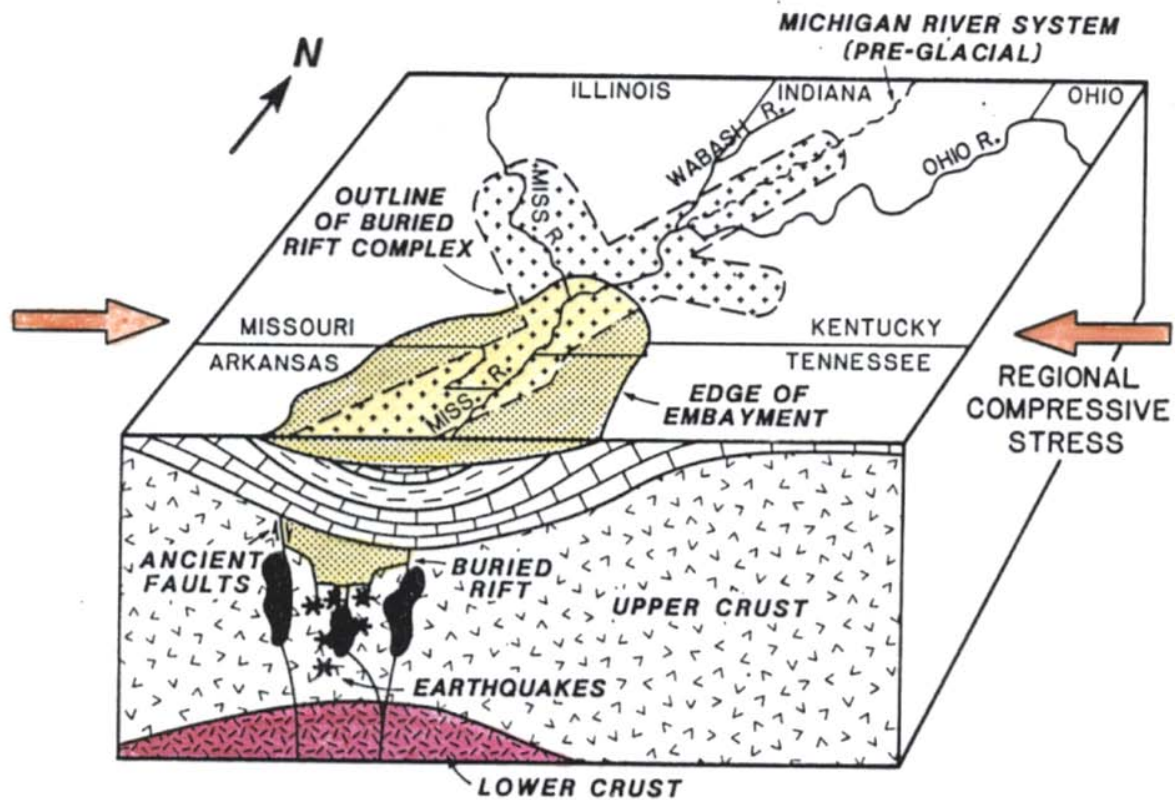 MICHIGAN RIVER SYSTEM
(PRE-GLACIAL)
N
ILLINOIS
INDIANA
OHIO
WABASH R.
OHIO R.
MISS R.
OUTLINE
OF BURIED
RIFT COMPLEX
MISSOURI
KENTUCKY
ARKANSAS
TENNESSEE
MISS. R.
EDGE OF
EMBAYMENT
REGIONAL
COMPRESSIVE
STRESS
ANCIENT
FAULTS
BURIED
RIFT
UPPER CRUST
EARTHQUAKES
LOWER CRUST